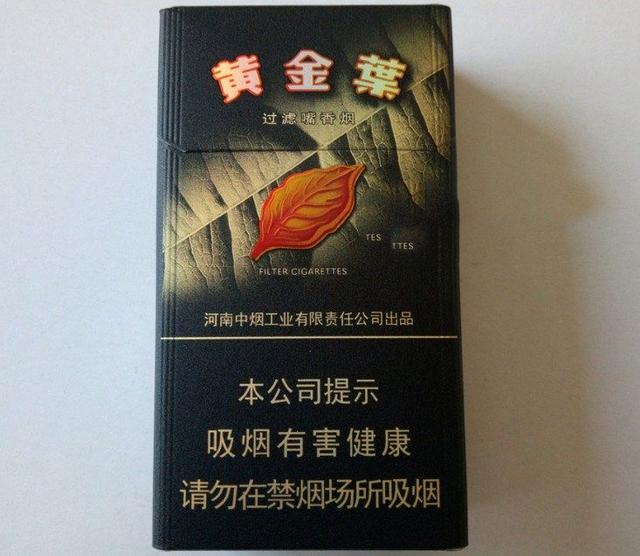 黄金葉
过滤嘴香烟
TES
TTES
FILTER CIGARETTES
河南中烟工业有限责任公司出品
本公司提示
吸烟有害健康
请勿在禁烟场所吸烟